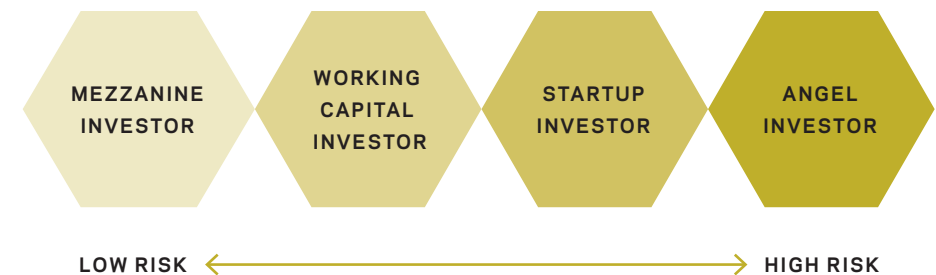 MEZZANINE
INVESTOR
WORKING
CAPITAL
INVESTOR
STARTUP
INVESTOR
ANGEL
INVESTOR
LOW RISK
HIGH RISK